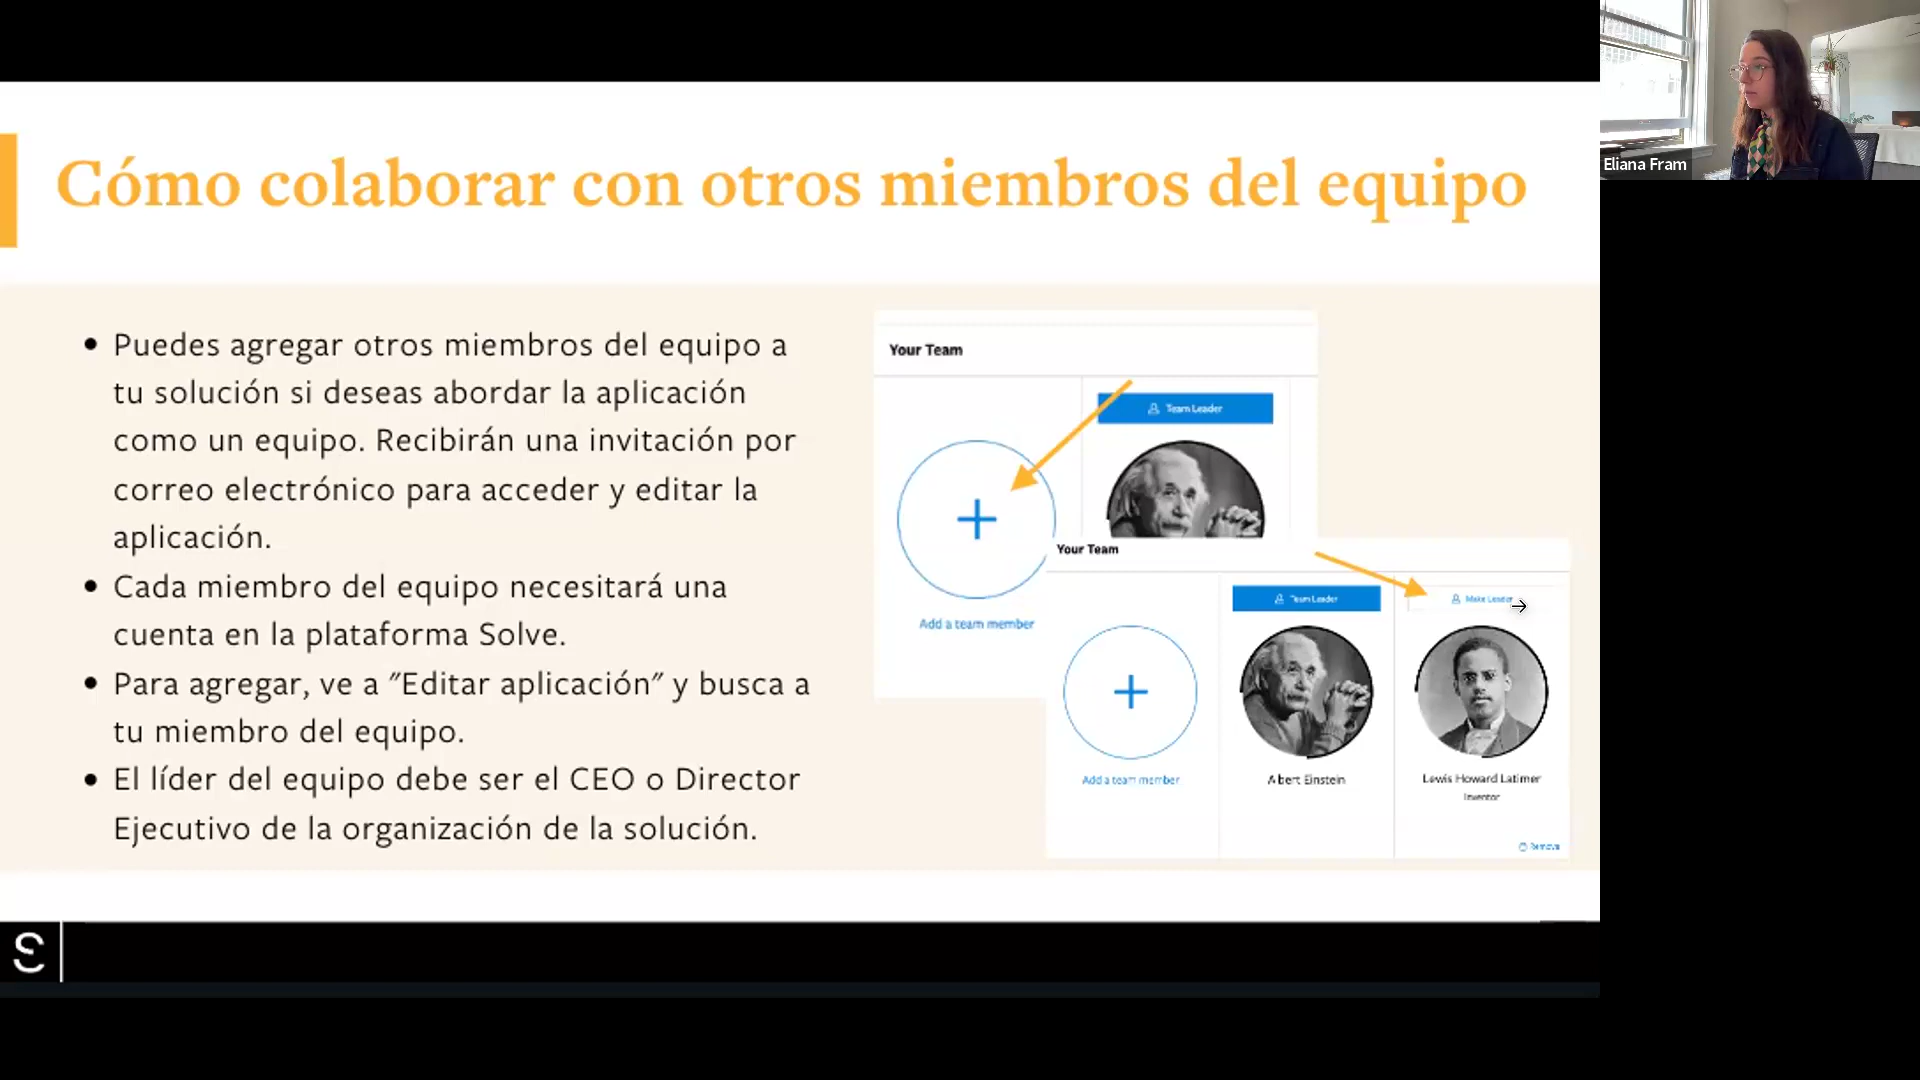 Cómo colaborar con otros miembros del equipo
Eliana Fram
• Puedes agregar otros miembros del equipo a
tu solución si deseas abordar la aplicación
como un equipo. Recibirán una invitación por
correo electrónico para acceder y editar la
aplicación.
• Cada miembro del equipo necesitará una
cuenta en la plataforma Solve.
• Para agregar, ve a "Editar aplicación" y busca a
tu miembro del equipo.
• El líder del equipo debe ser el CEO o Director
Ejecutivo de la organización de la solución.
Your Team
Team Leader
Add a team member
Your Team
Team Leader
Make Leader
Add a team member
Albert Einstein
Lewis Howard Latimer
Inventor
Remove